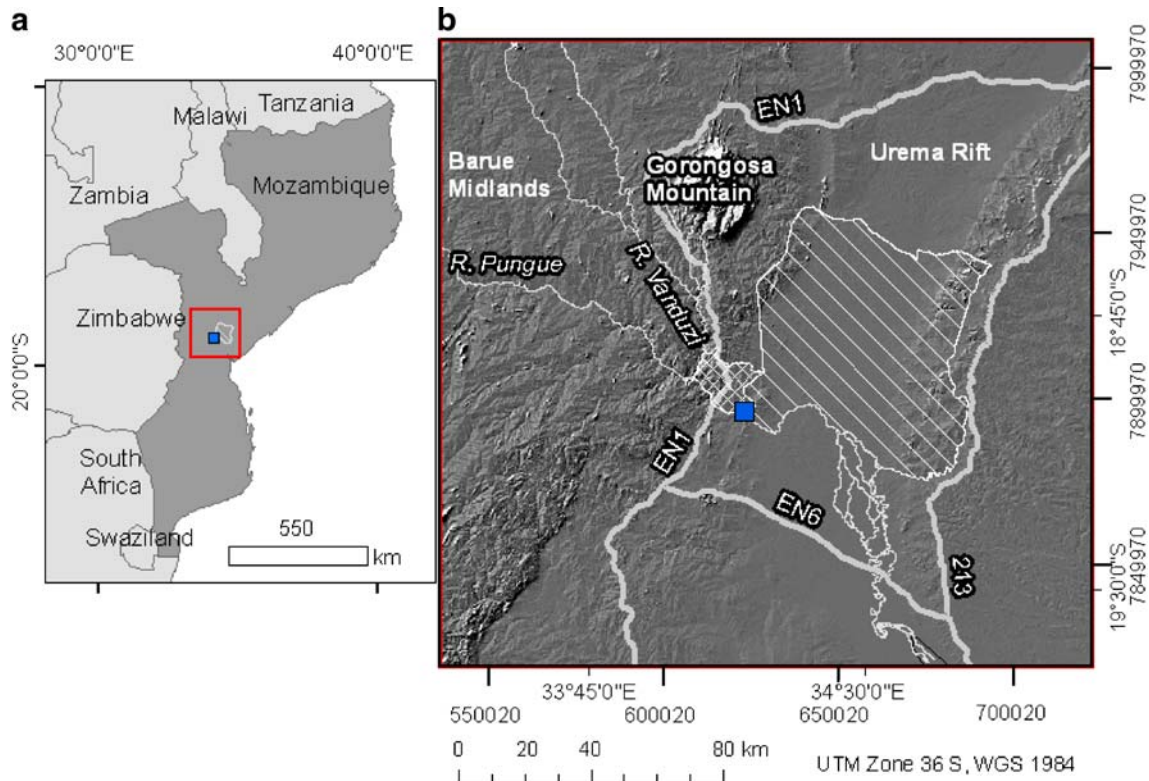 a
30°0'0"E
40°0'0"E
Tanzania
Malawi
Mozambique
Zambia
Zimbabwe
20°0'0"S
South
Africa
Swaziland
550
km
b
EN1
Urema Rift
Barue
Midlands
Gorongosa
Mountain
R. Pungue
R. Vanduzi
EN1
EN6
213
7999970
7949970
18°45'0"S
7899970
7849970
19°30'0"S
33°45'0"E
34°30'0"E
550020
600020
650020
700020
0
20
40
60
80 km
UTM Zone 36 S, WGS 1984